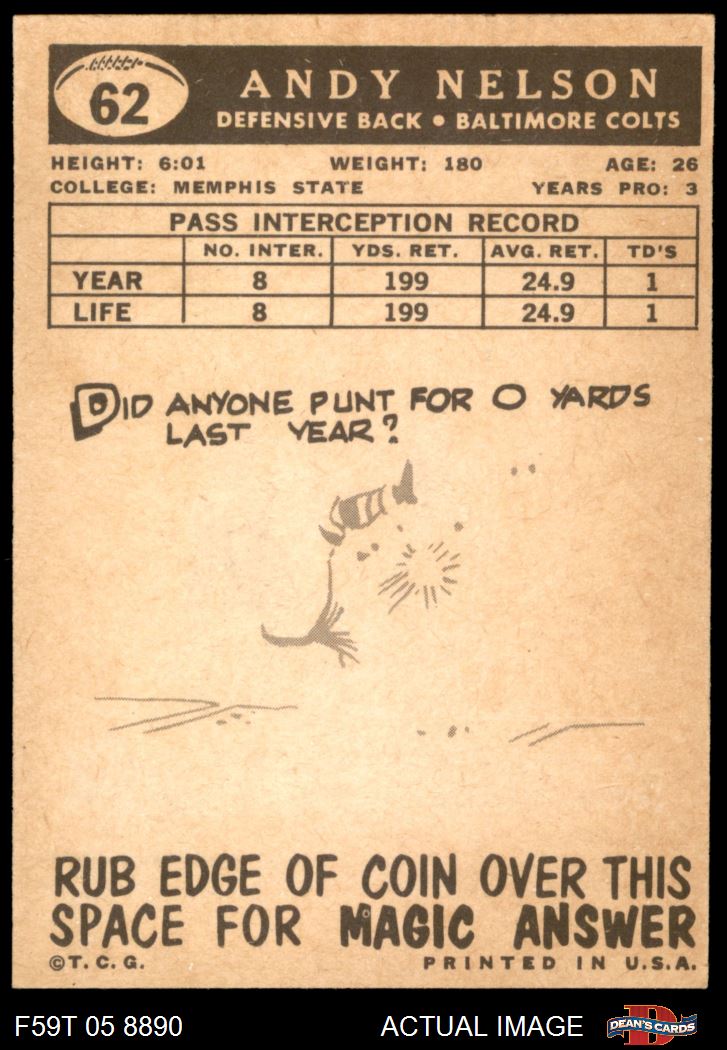 62
ANDY NELSON
DEFENSIVE BACK • BALTIMORE COLTS
HEIGHT: 6:01 WEIGHT: 180 AGE: 26
COLLEGE: MEMPHIS STATE YEARS PRO: 3
PASS INTERCEPTION RECORD
NO. INTER. YDS. RET. AVG. RET. TD'S
YEAR 8 199 24.9 1
LIFE 8 199 24.9 1
DID ANYONE PUNT FOR 0 YARDS
LAST YEAR?
RUB EDGE OF COIN OVER THIS
SPACE FOR MAGIC ANSWER
©T.C.G. PRINTED IN U.S.A.
F59T 05 8890 ACTUAL IMAGE DEAN'S CARDS